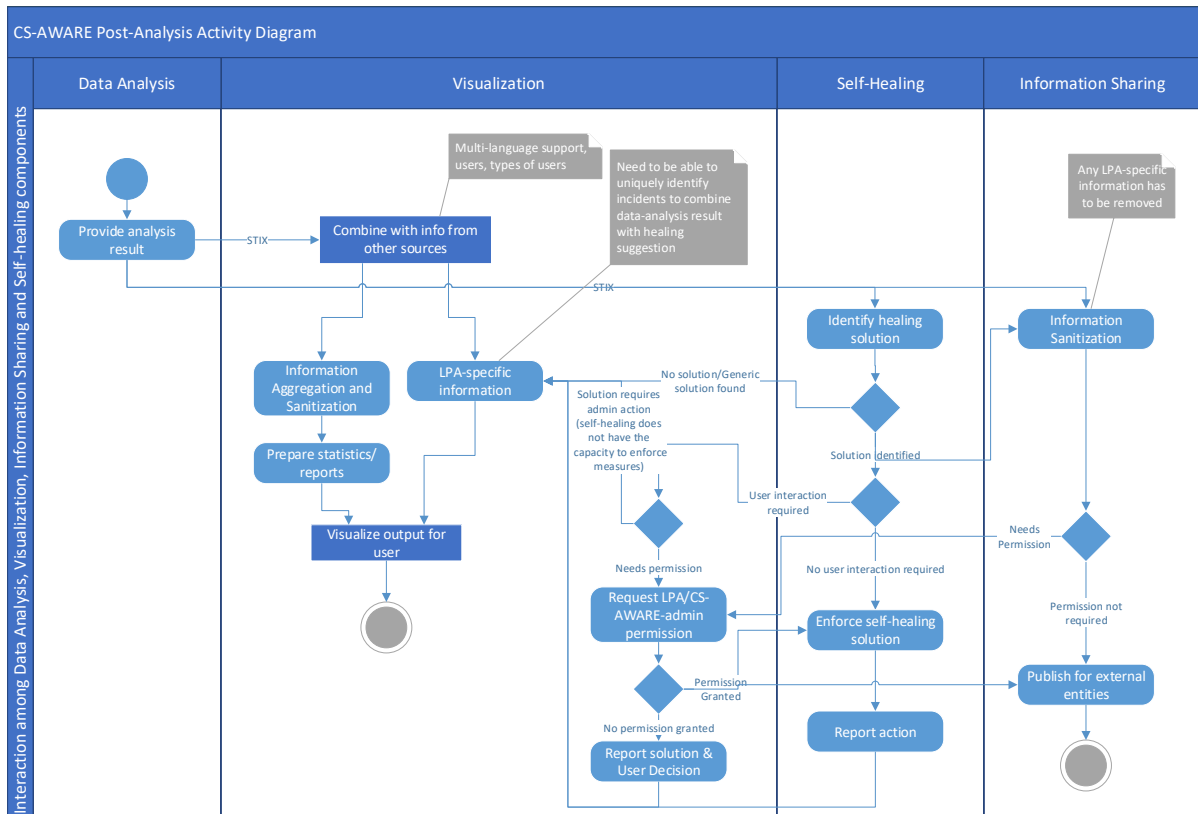 CS-AWARE Post-Analysis Activity Diagram
Interaction among Data Analysis, Visualization, Information Sharing and Self-healing components
Data Analysis
Visualization
Self-Healing
Information Sharing
Multi-language support,
users, types of users
Need to be able to
uniquely identify
incidents to combine
data-analysis result
with healing
suggestion
Any LPA-specific
information has
to be removed
Provide analysis
result
STIX
Combine with info from
other sources
STIX
Identify healing
solution
Information
Sanitization
Information
Aggregation and
Sanitization
LPA-specific
information
No solution/Generic
solution found
Solution requires
admin action
(self-healing does
not have the
capacity to enforce
measures)
Prepare statistics/
reports
Solution identified
User interaction
required
Visualize output for
user
Needs
Permission
Needs permission
No user interaction required
Request LPA/CS-
AWARE-admin
permission
Enforce self-healing
solution
Permission not
required
Permission
Granted
Publish for external
entities
No permission granted
Report action
Report solution &
User Decision